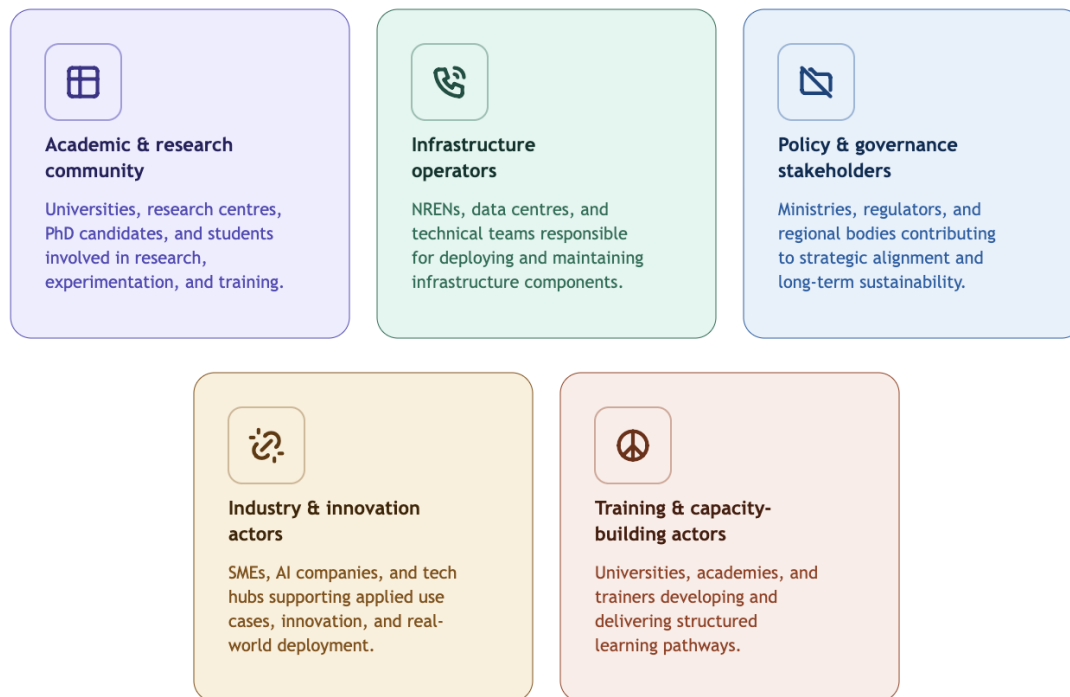 Academic & research
community
Universities, research centres,
PhD candidates, and students
involved in research,
experimentation, and training.
Infrastructure
operators
NRENs, data centres, and
technical teams responsible
for deploying and maintaining
infrastructure components.
Policy & governance
stakeholders
Ministries, regulators, and
regional bodies contributing
to strategic alignment and
long-term sustainability.
Industry & innovation
actors
SMEs, AI companies, and tech
hubs supporting applied use
cases, innovation, and real-
world deployment.
Training & capacity-
building actors
Universities, academies, and
trainers developing and
delivering structured
learning pathways.